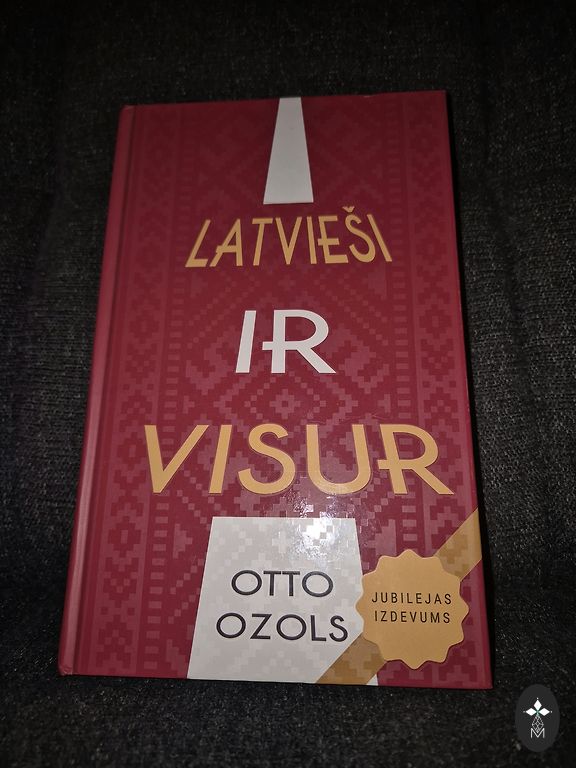 LATVIEŠI
IR
VISUR
OTTO
OZOLS
JUBILEJAS
IZDEVUMS
M